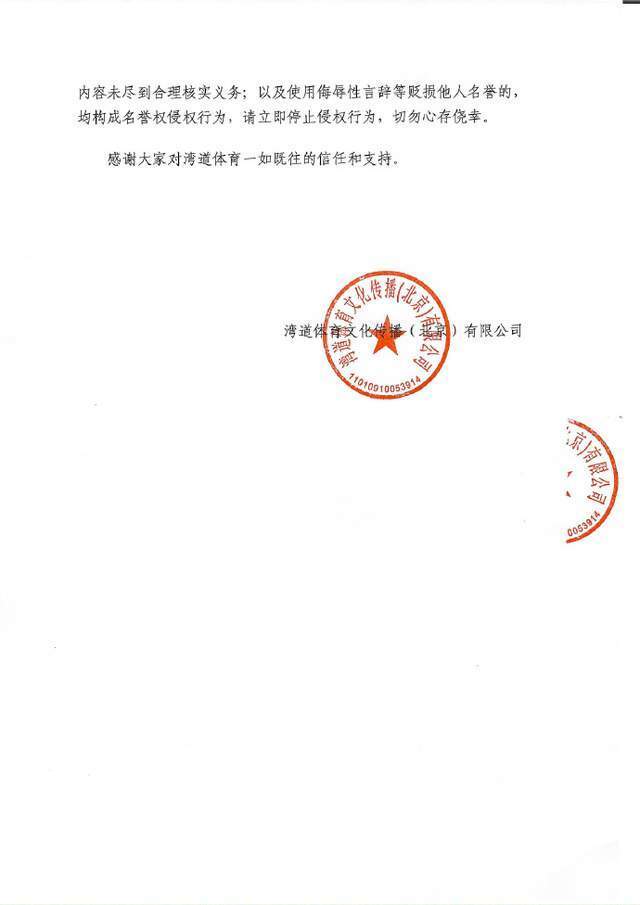 内容未尽到合理核实义务；以及使用侮辱性言辞等贬损他人名誉的，
均构成名誉权侵权行为，请立即停止侵权行为，切勿心存侥幸。
感谢大家对湾道体育一如既往的信任和支持。
湾道体育文化传播（北京）有限公司
湾道体育文化传播(北京)有限公司
11010910053914
京)有限公司
0053914